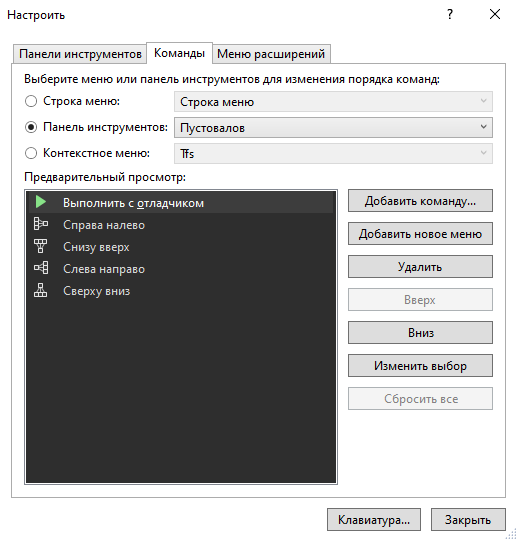 Настроить
?
Панели инструментов Команды Меню расширений
Выберите меню или панель инструментов для изменения порядка команд:
Строка меню: Строка меню
Панель инструментов: Пустовалов
Контекстное меню: Tfs
Предварительный просмотр:
Выполнить с отладчиком
Справа налево
Снизу вверх
Слева направо
Сверху вниз
Добавить команду...
Добавить новое меню
Удалить
Вверх
Вниз
Изменить выбор
Сбросить все
Клавиатура... Закрыть